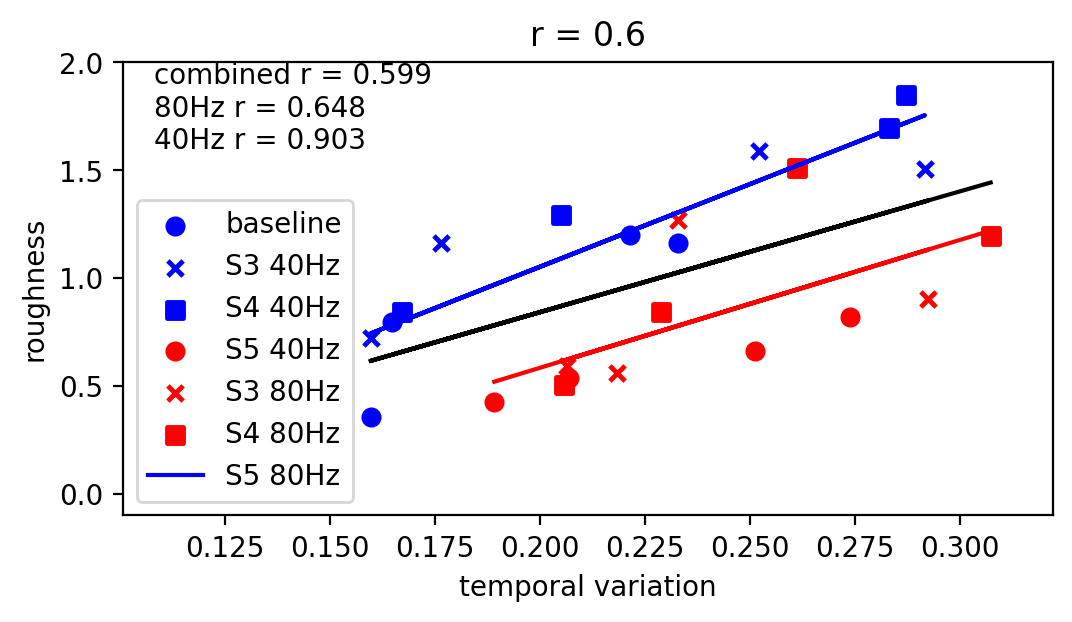 r = 0.6
combined r = 0.599
80Hz r = 0.648
40Hz r = 0.903
baseline
S3 40Hz
S4 40Hz
S5 40Hz
S3 80Hz
S4 80Hz
S5 80Hz
roughness
2.0
1.5
1.0
0.5
0.0
0.125 0.150 0.175 0.200 0.225 0.250 0.275 0.300
temporal variation